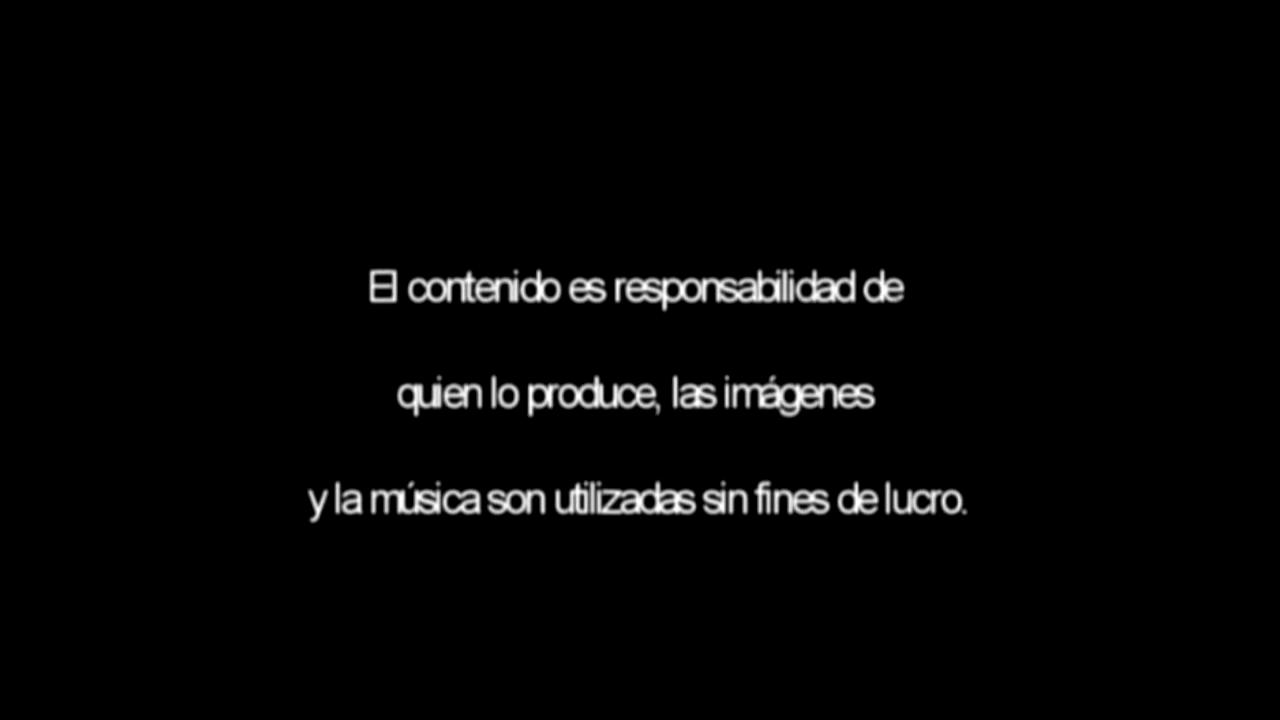 El contenido es responsabilidad de
quien lo produce, las imágenes
y la música son utilizadas sin fines de lucro.